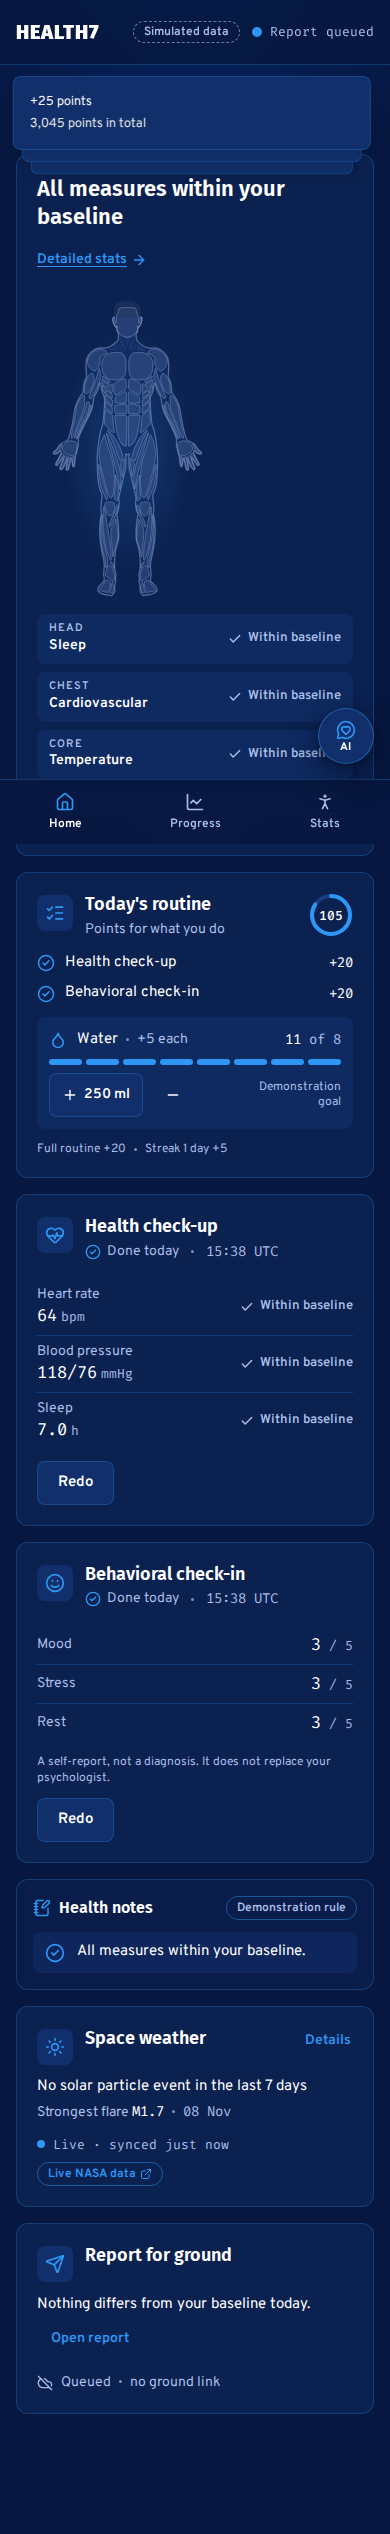 HEALTH7
Simulated data
Report queued
+25 points
3,045 points in total
All measures within your
baseline
Detailed stats
HEAD
Sleep
Within baseline
CHEST
Cardiovascular
Within baseline
CORE
Temperature
Within basel
AI
Home
Progress
Stats
Today's routine
Points for what you do
105
Health check-up
+20
Behavioral check-in
+20
Water • +5 each
11 of 8
+ 250 ml
−
Demonstration
goal
Full routine +20 • Streak 1 day +5
Health check-up
Done today • 15:38 UTC
Heart rate
64 bpm
Within baseline
Blood pressure
118/76 mmHg
Within baseline
Sleep
7.0 h
Within baseline
Redo
Behavioral check-in
Done today • 15:38 UTC
Mood
3 / 5
Stress
3 / 5
Rest
3 / 5
A self-report, not a diagnosis. It does not replace your
psychologist.
Redo
Health notes
Demonstration rule
All measures within your baseline.
Space weather
Details
No solar particle event in the last 7 days
Strongest flare M1.7 • 08 Nov
Live · synced just now
Live NASA data
Report for ground
Nothing differs from your baseline today.
Open report
Queued • no ground link